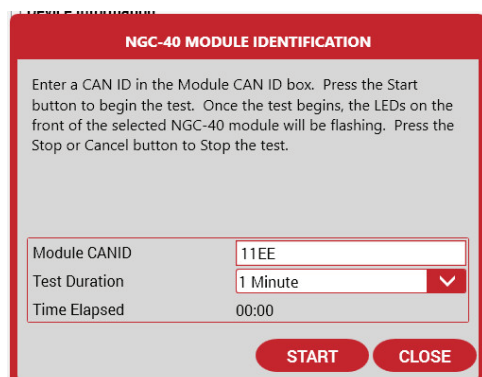 Device Information
NGC-40 MODULE IDENTIFICATION
Enter a CAN ID in the Module CAN ID box.  Press the Start
button to begin the test.  Once the test begins, the LEDs on the
front of the selected NGC-40 module will be flashing.  Press the
Stop or Cancel button to Stop the test.
Module CANID 11EE
Test Duration 1 Minute
Time Elapsed 00:00
START CLOSE